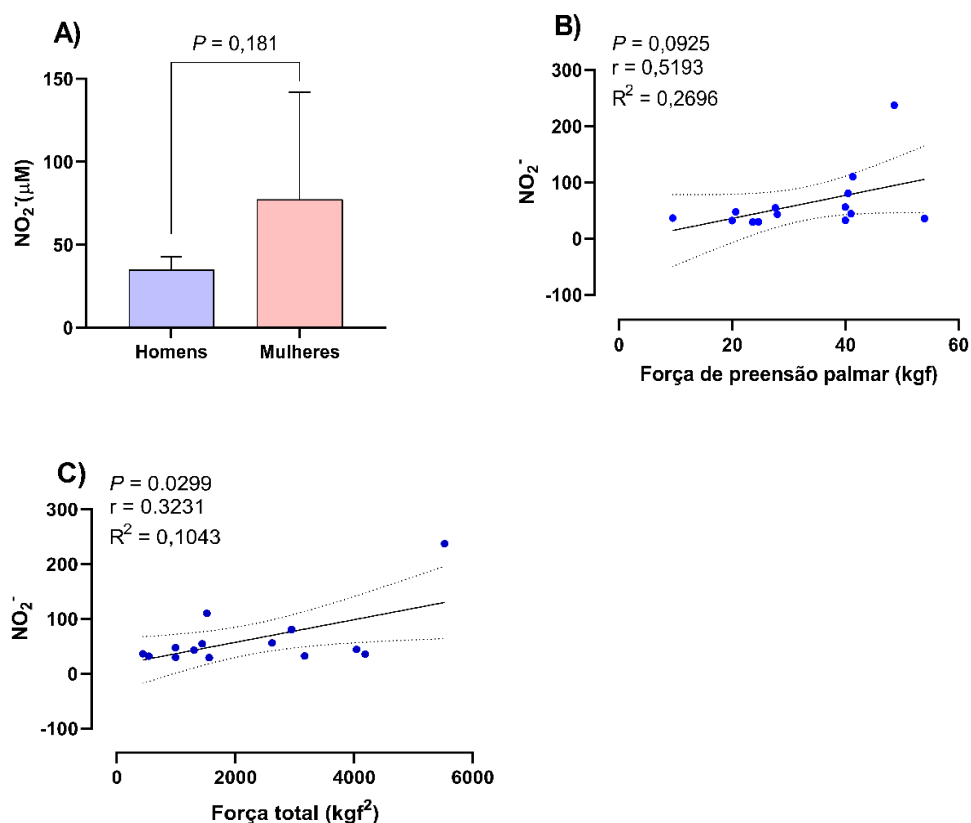 A)
P = 0,181
150
100
50
0
NO₂⁻(μM)
Homens
Mulheres
B)
P = 0,0925
r = 0,5193
R² = 0,2696
300
200
100
0
-100
NO₂⁻
0
20
40
60
Força de preensão palmar (kgf)
C)
P = 0.0299
r = 0.3231
R² = 0,1043
300
200
100
0
-100
NO₂⁻
0
2000
4000
6000
Força total (kgf²)